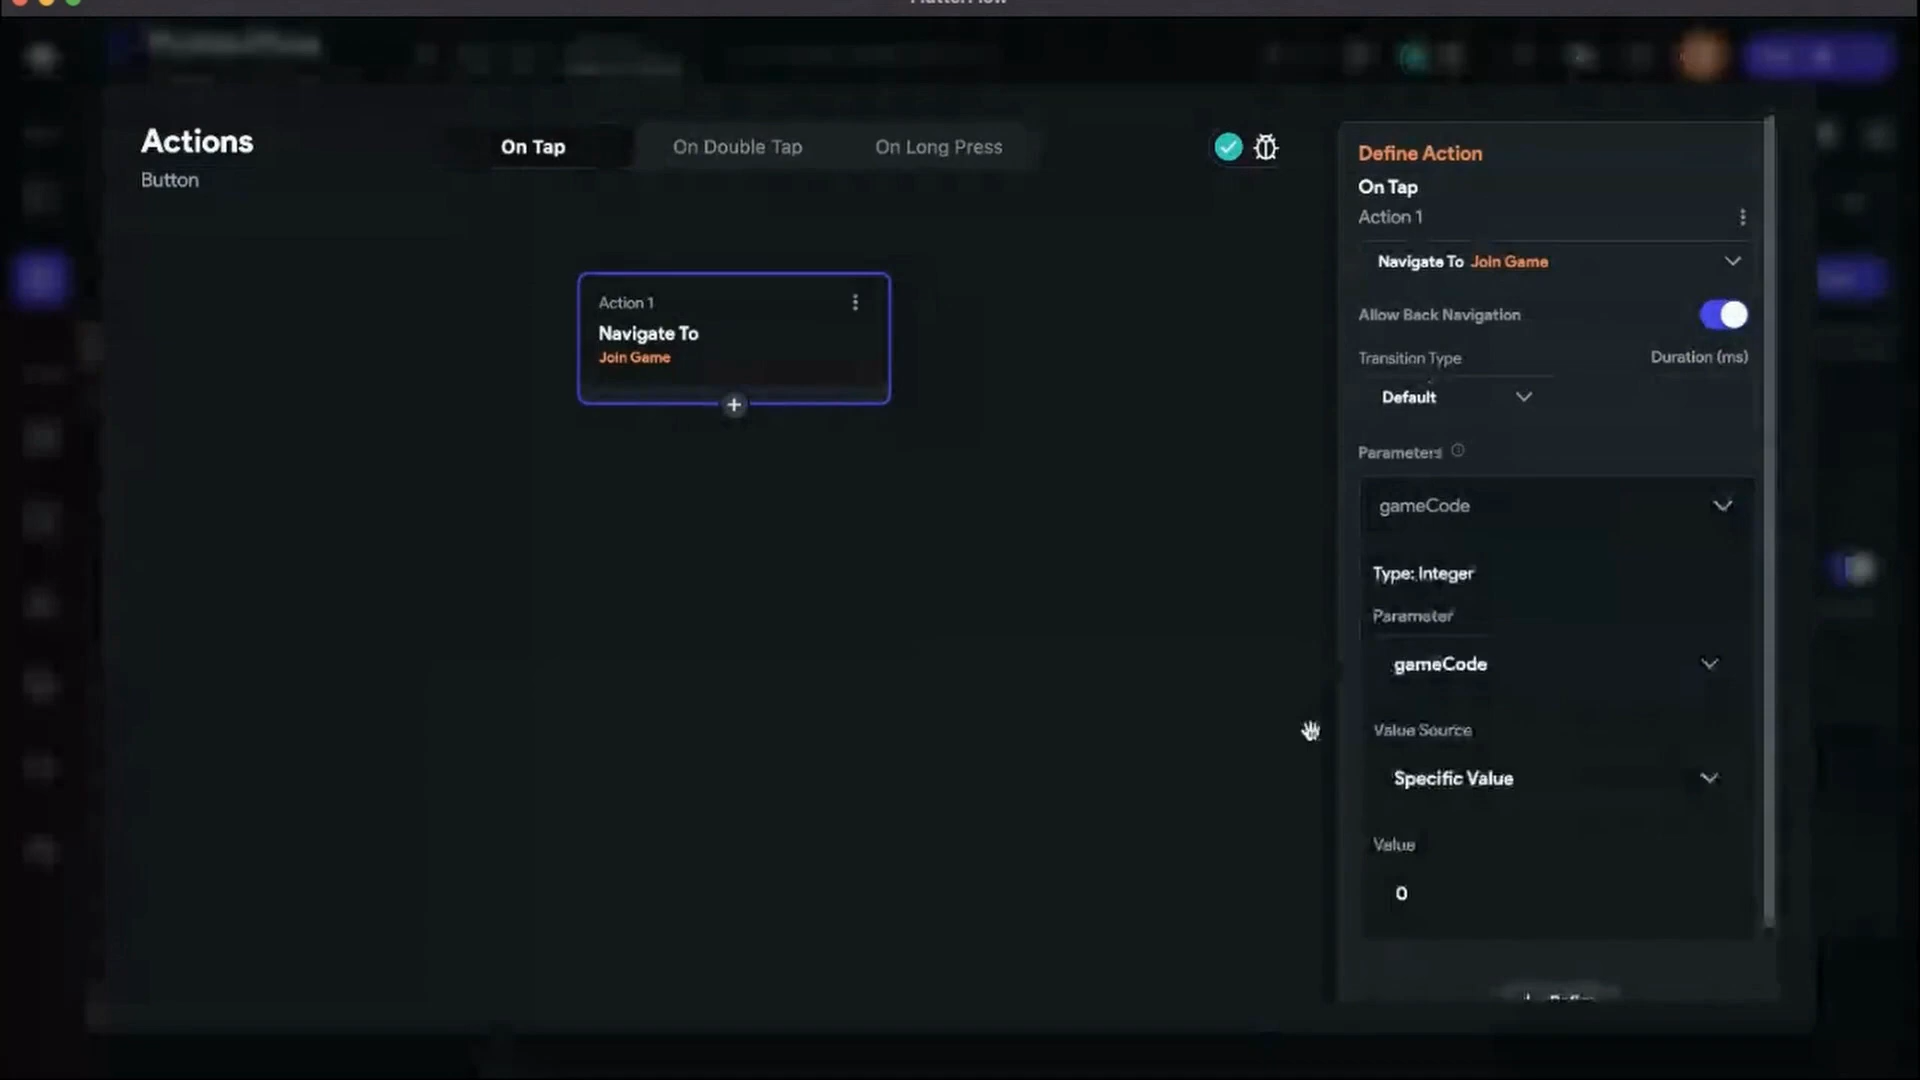 Actions
Button
On Tap
On Double Tap
On Long Press
Action 1
Navigate To
Join Game
Define Action
On Tap
Action 1
Navigate To Join Game
Allow Back Navigation
Transition Type
Duration (ms)
Default
Parameters
gameCode
Type: Integer
Parameter
gameCode
Value Source
Specific Value
Value
0